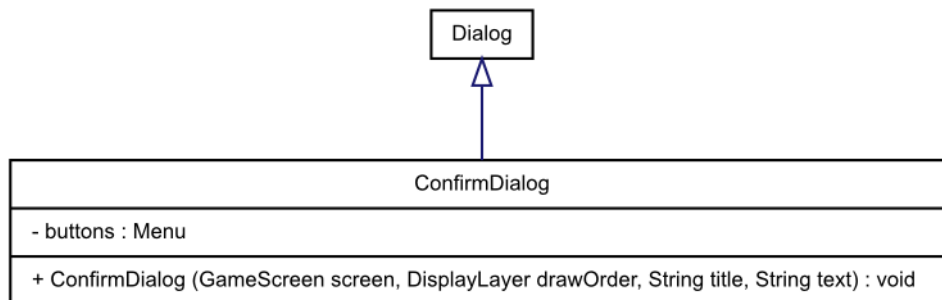 Dialog
ConfirmDialog
- buttons : Menu
+ ConfirmDialog (GameScreen screen, DisplayLayer drawOrder, String title, String text) : void